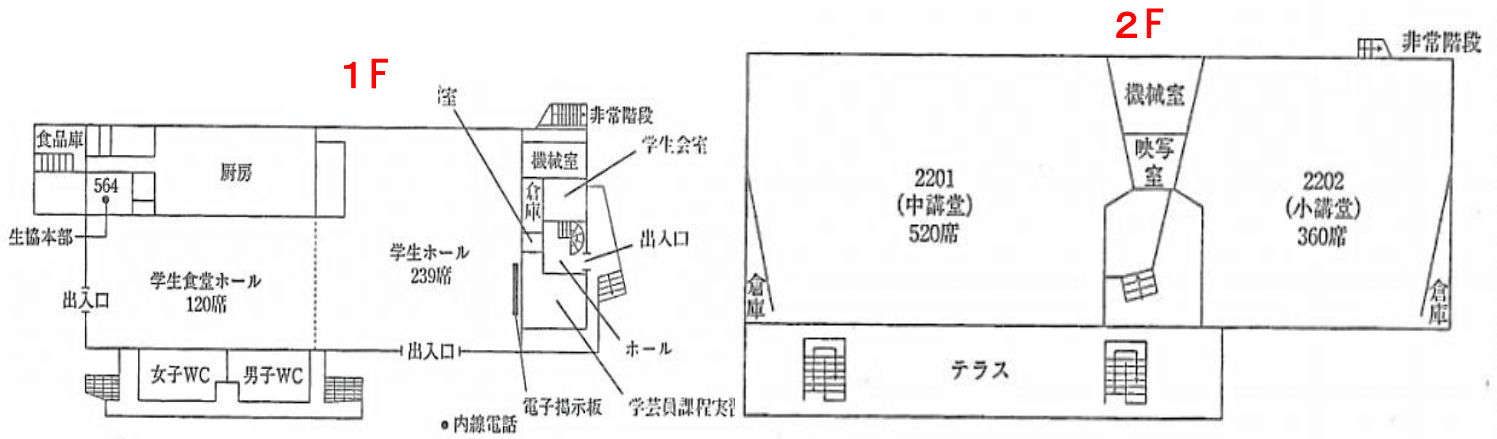 1F
室
非常階段
食品庫
機械室
学生会室
厨房
564
倉庫
生協本部
出入口
学生ホール
239席
学生食堂ホール
120席
出入口
出入口
ホール
女子WC
男子WC
電子掲示板
学芸員課程実
●内線電話
2F
非常階段
機械室
映写室
2201
(中講堂)
520席
2202
(小講堂)
360席
倉庫
倉庫
テラス